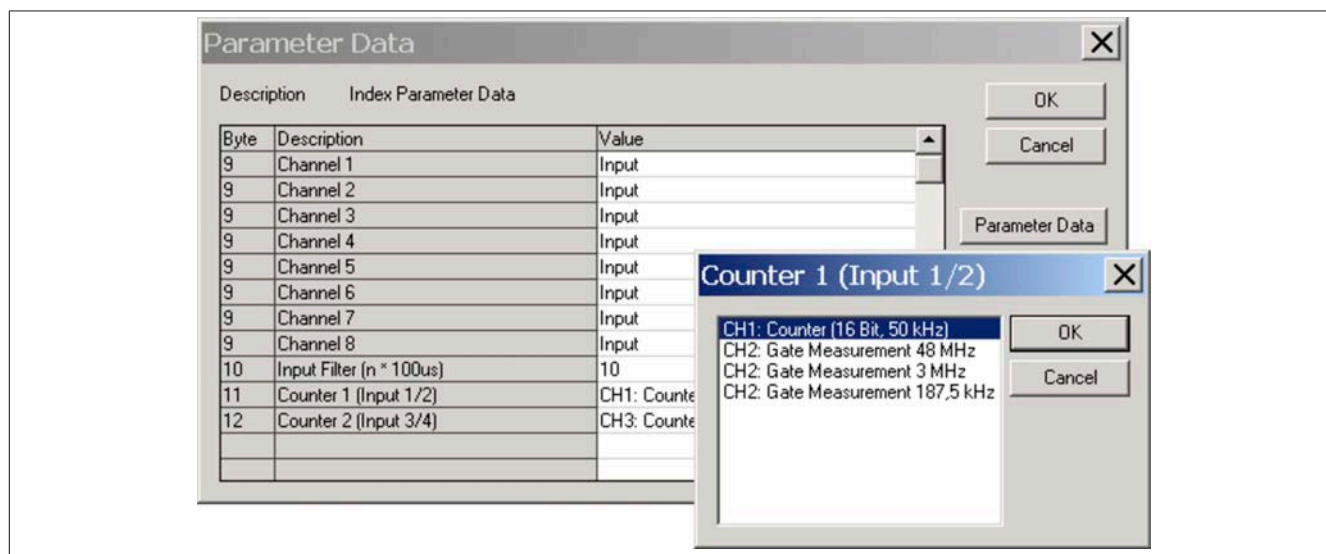 Parameter Data
Description Index Parameter Data
OK
Cancel
Parameter Data
Byte Description Value
9 Channel 1 Input
9 Channel 2 Input
9 Channel 3 Input
9 Channel 4 Input
9 Channel 5 Input
9 Channel 6 Input
9 Channel 7 Input
9 Channel 8 Input
10 Input Filter (n * 100us) 10
11 Counter 1 (Input 1/2) CH1: Counte
12 Counter 2 (Input 3/4) CH3: Counte
Counter 1 (Input 1/2)
CH1: Counter (16 Bit, 50 kHz)
CH2: Gate Measurement 48 MHz
CH2: Gate Measurement 3 MHz
CH2: Gate Measurement 187,5 kHz
OK
Cancel